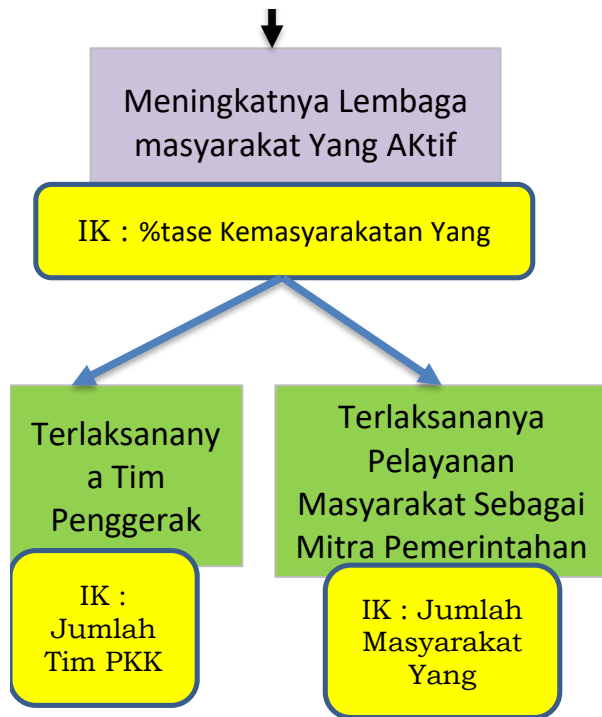 Meningkatnya Lembaga
masyarakat Yang AKtif
IK : %tase Kemasyarakatan Yang
Terlaksanany
a Tim
Penggerak
IK :
Jumlah
Tim PKK
Terlaksananya
Pelayanan
Masyarakat Sebagai
Mitra Pemerintahan
IK : Jumlah
Masyarakat
Yang